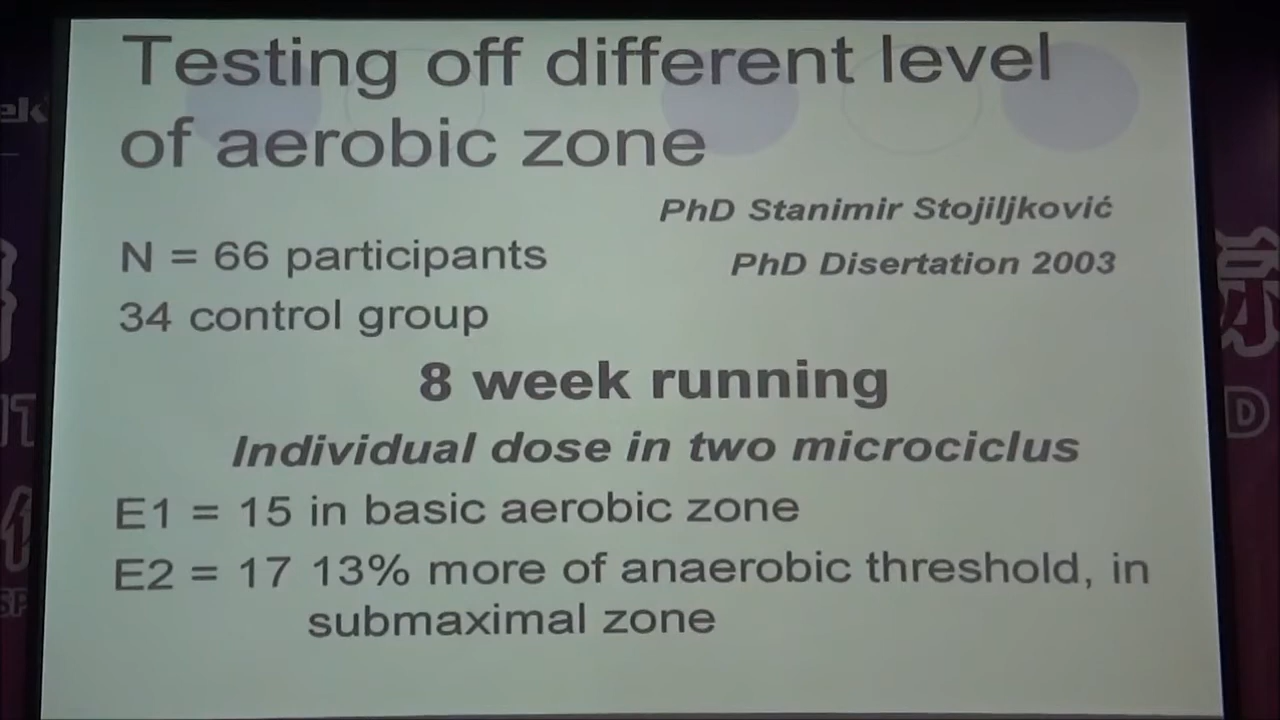 Testing off different level
of aerobic zone
PhD Stanimir Stojiljković
N = 66 participants
PhD Disertation 2003
34 control group
8 week running
Individual dose in two microciclus
E1 = 15 in basic aerobic zone
E2 = 17 13% more of anaerobic threshold, in
submaximal zone